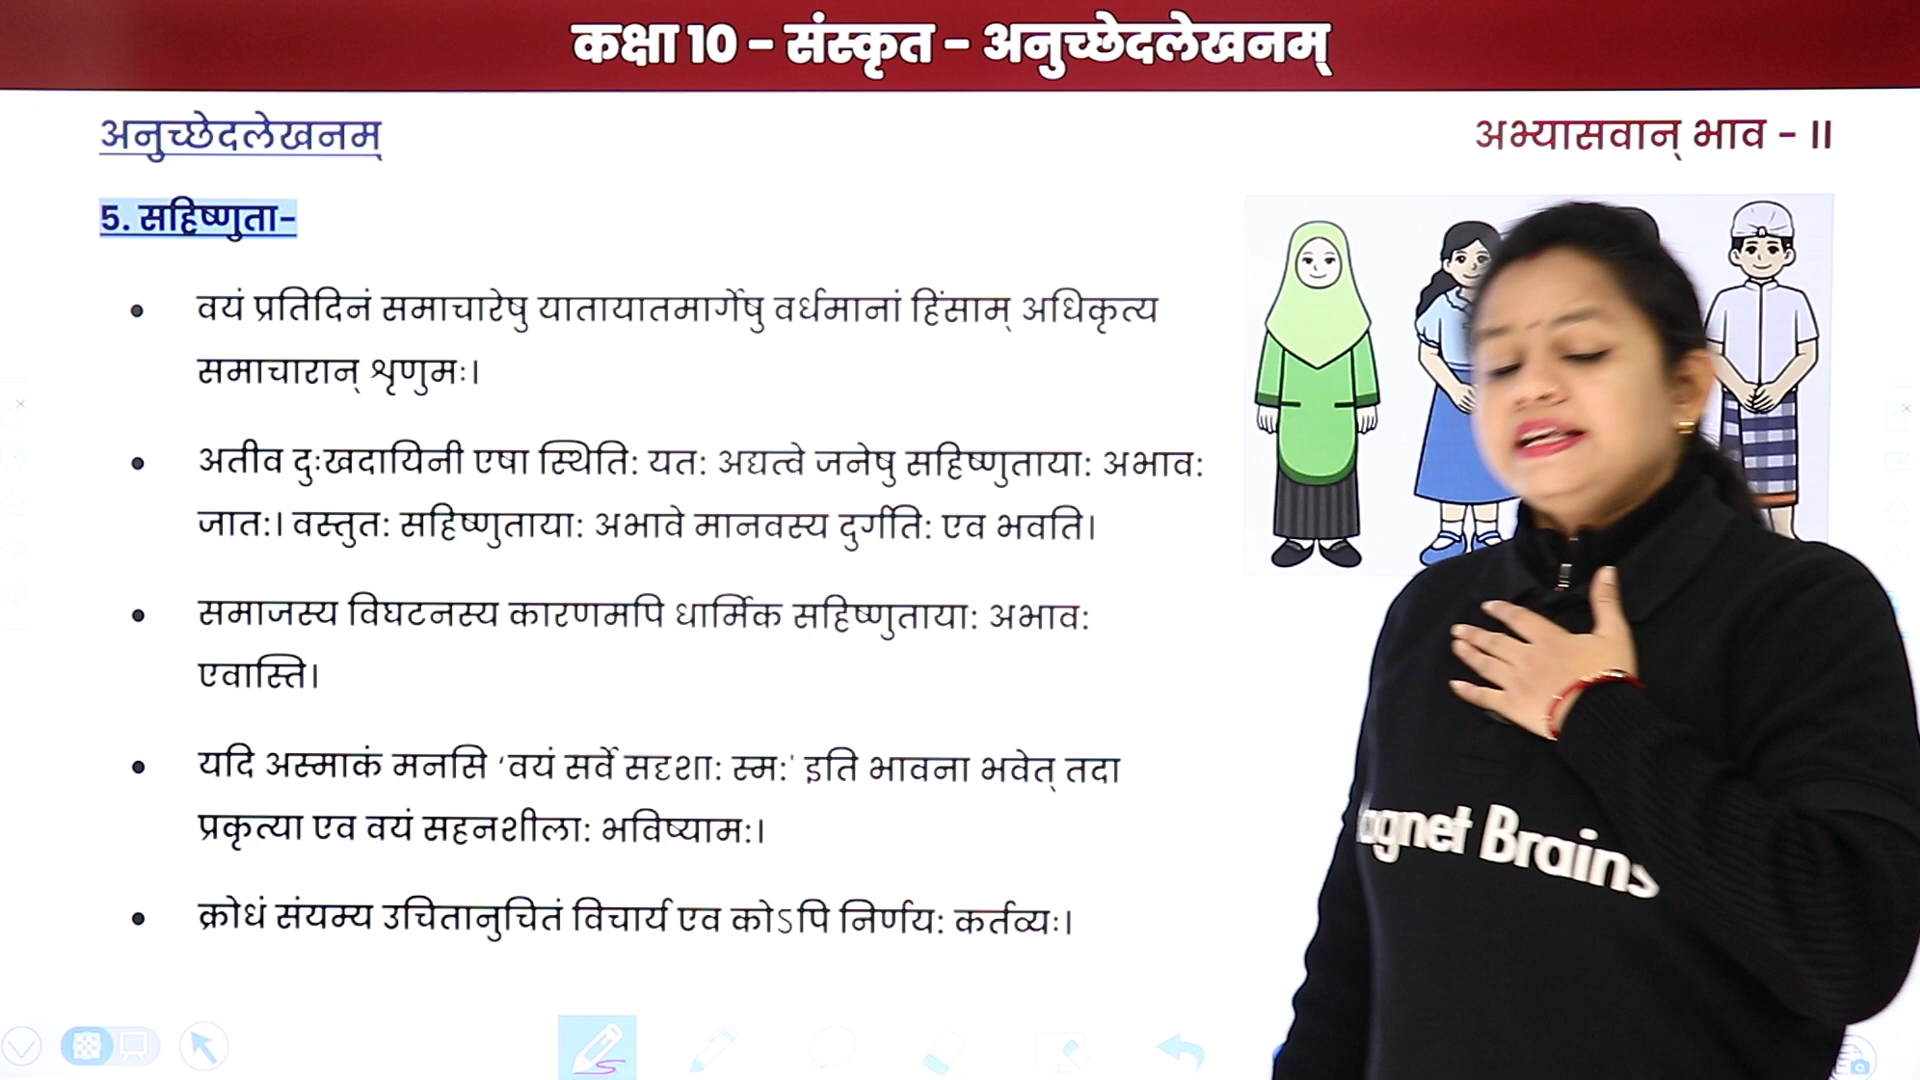 कक्षा 10 - संस्कृत - अनुच्छेदलेखनम्
अनुच्छेदलेखनम्
अभ्यासवान् भाव - II
5. सहिष्णुता-
• वयं प्रतिदिनं समाचारेषु यातायातमार्गेषु वर्धमानां हिंसाम् अधिकृत्य
समाचारान् श्रृणुमः।
• अतीव दुःखदायिनी एषा स्थितिः यतः अद्यत्वे जनेषु सहिष्णुतायाः अभावः
जातः। वस्तुतः सहिष्णुतायाः अभावे मानवस्य दुर्गतिः एव भवति।
• समाजस्य विघटनस्य कारणमपि धार्मिक सहिष्णुतायाः अभावः
एवास्ति।
• यदि अस्माकं मनसि ‘वयं सर्वे सदृशाः स्मः' इति भावना भवेत् तदा
प्रकृत्या एव वयं सहनशीलाः भविष्यामः।
• क्रोधं संयम्य उचितानुचितं विचार्य एव कोऽपि निर्णयः कर्तव्यः।
agnet Brains